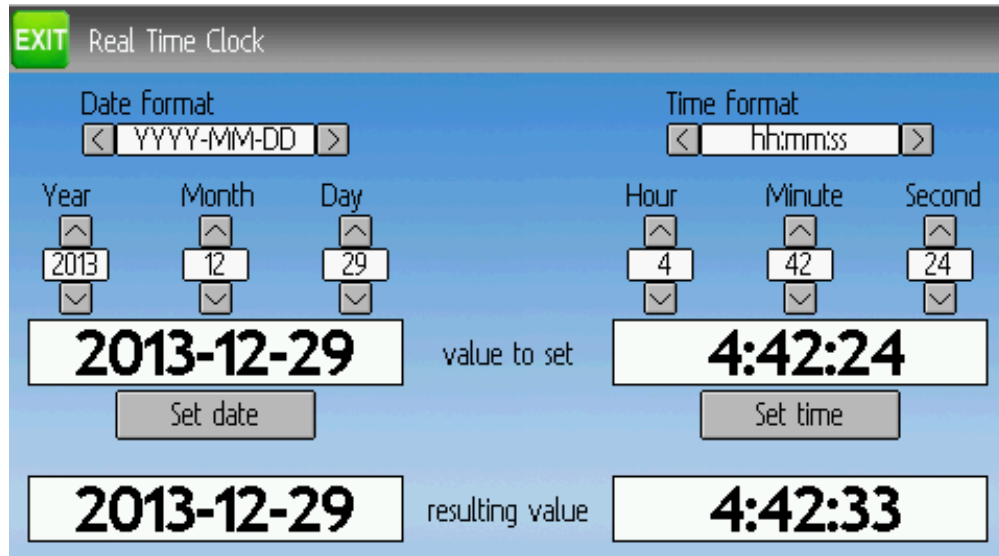 EXIT Real Time Clock
Date format Time format
< YYYY-MM-DD > < hh:mm:ss >
Year Month Day Hour Minute Second
2013 12 29 4 42 24
2013-12-29 value to set 4:42:24
Set date Set time
2013-12-29 resulting value 4:42:33